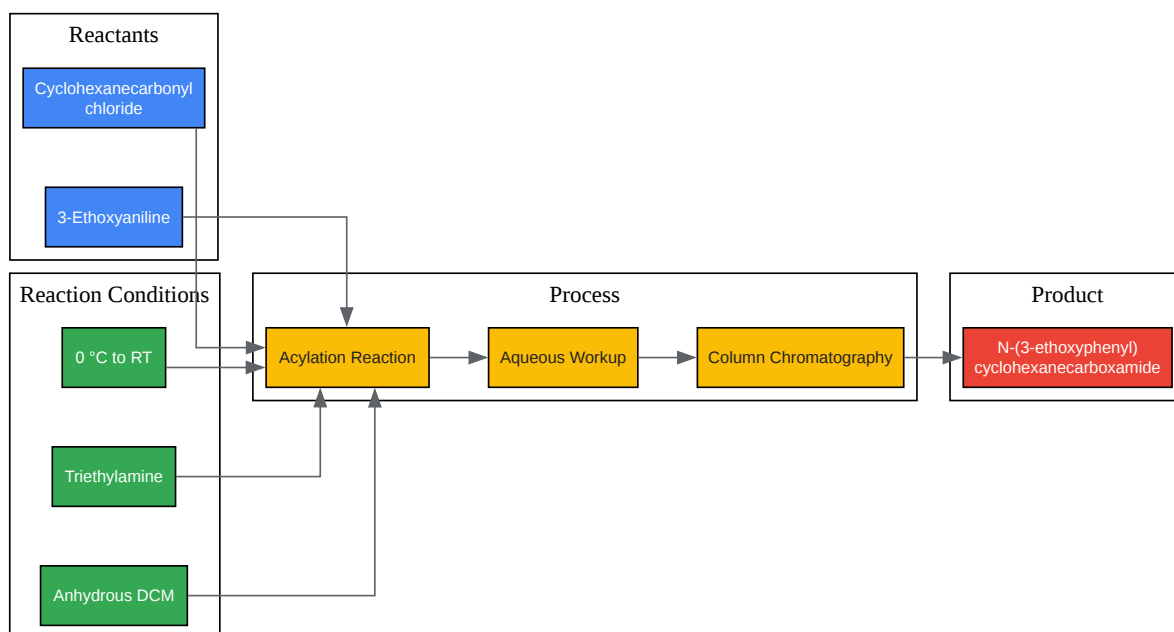 Reactants
Cyclohexanecarbonyl
chloride
3-Ethoxyaniline
Reaction Conditions
0 °C to RT
Triethylamine
Anhydrous DCM
Process
Acylation Reaction
Aqueous Workup
Column Chromatography
Product
N-(3-ethoxyphenyl)
cyclohexanecarboxamide